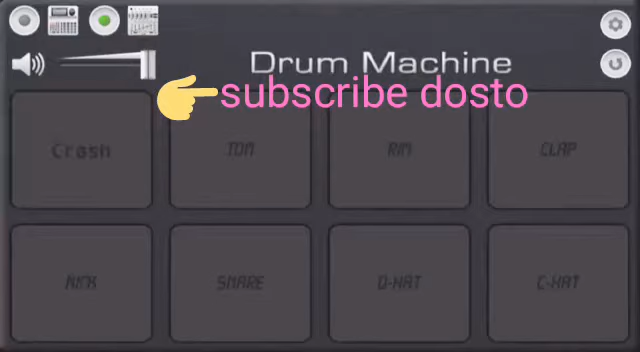 Drum Machine
subscribe dosto
Crash TOM RIM CLAP
KICK SNARE O-HAT C-HAT